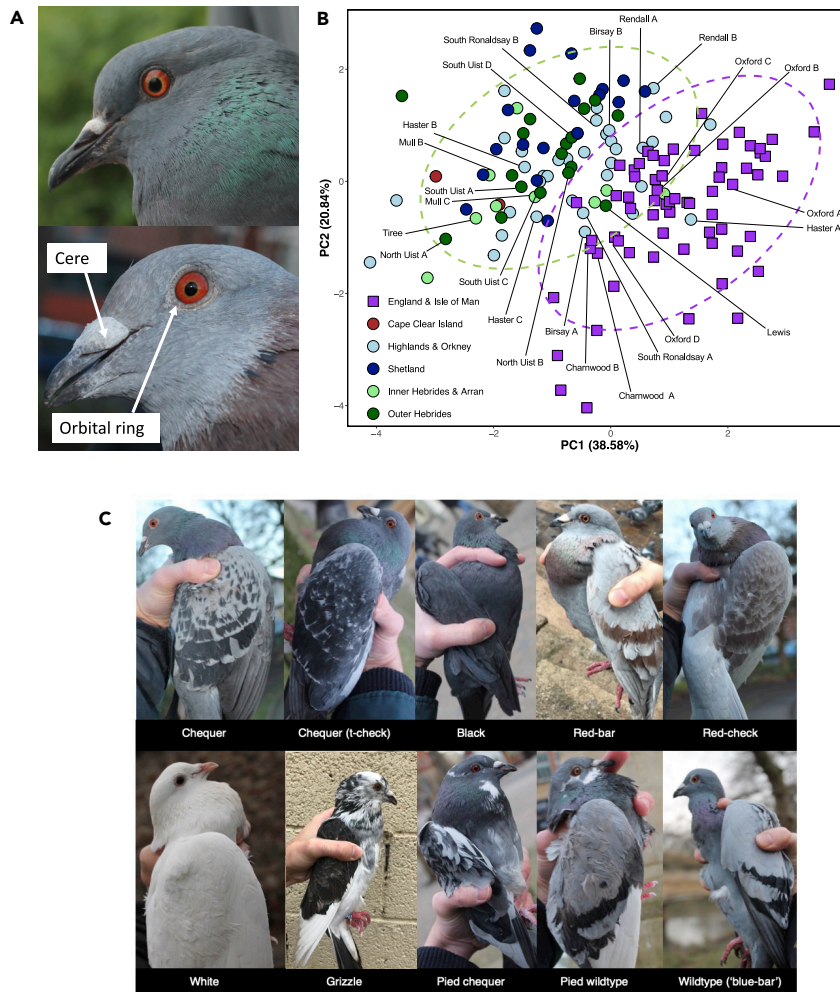 A
Cere
Orbital ring
B
PC2 (20.84%)
2
0
−2
−4
−4
−2
0
2
PC1 (38.58%)
Rendall A
Birsay B
South Ronaldsay B
Rendall B
South Uist D
Oxford C
Oxford B
Haster B
Mull B
South Uist A
Mull C
Tiree
North Uist A
South Uist C
Haster C
North Uist B
Birsay A
Charnwood B
Charnwood A
Oxford D
South Ronaldsay A
Lewis
Oxford A
Haster A
England & Isle of Man
Cape Clear Island
Highlands & Orkney
Shetland
Inner Hebrides & Arran
Outer Hebrides
C
Chequer
Chequer (t-check)
Black
Red-bar
Red-check
White
Grizzle
Pied chequer
Pied wildtype
Wildtype ('blue-bar')